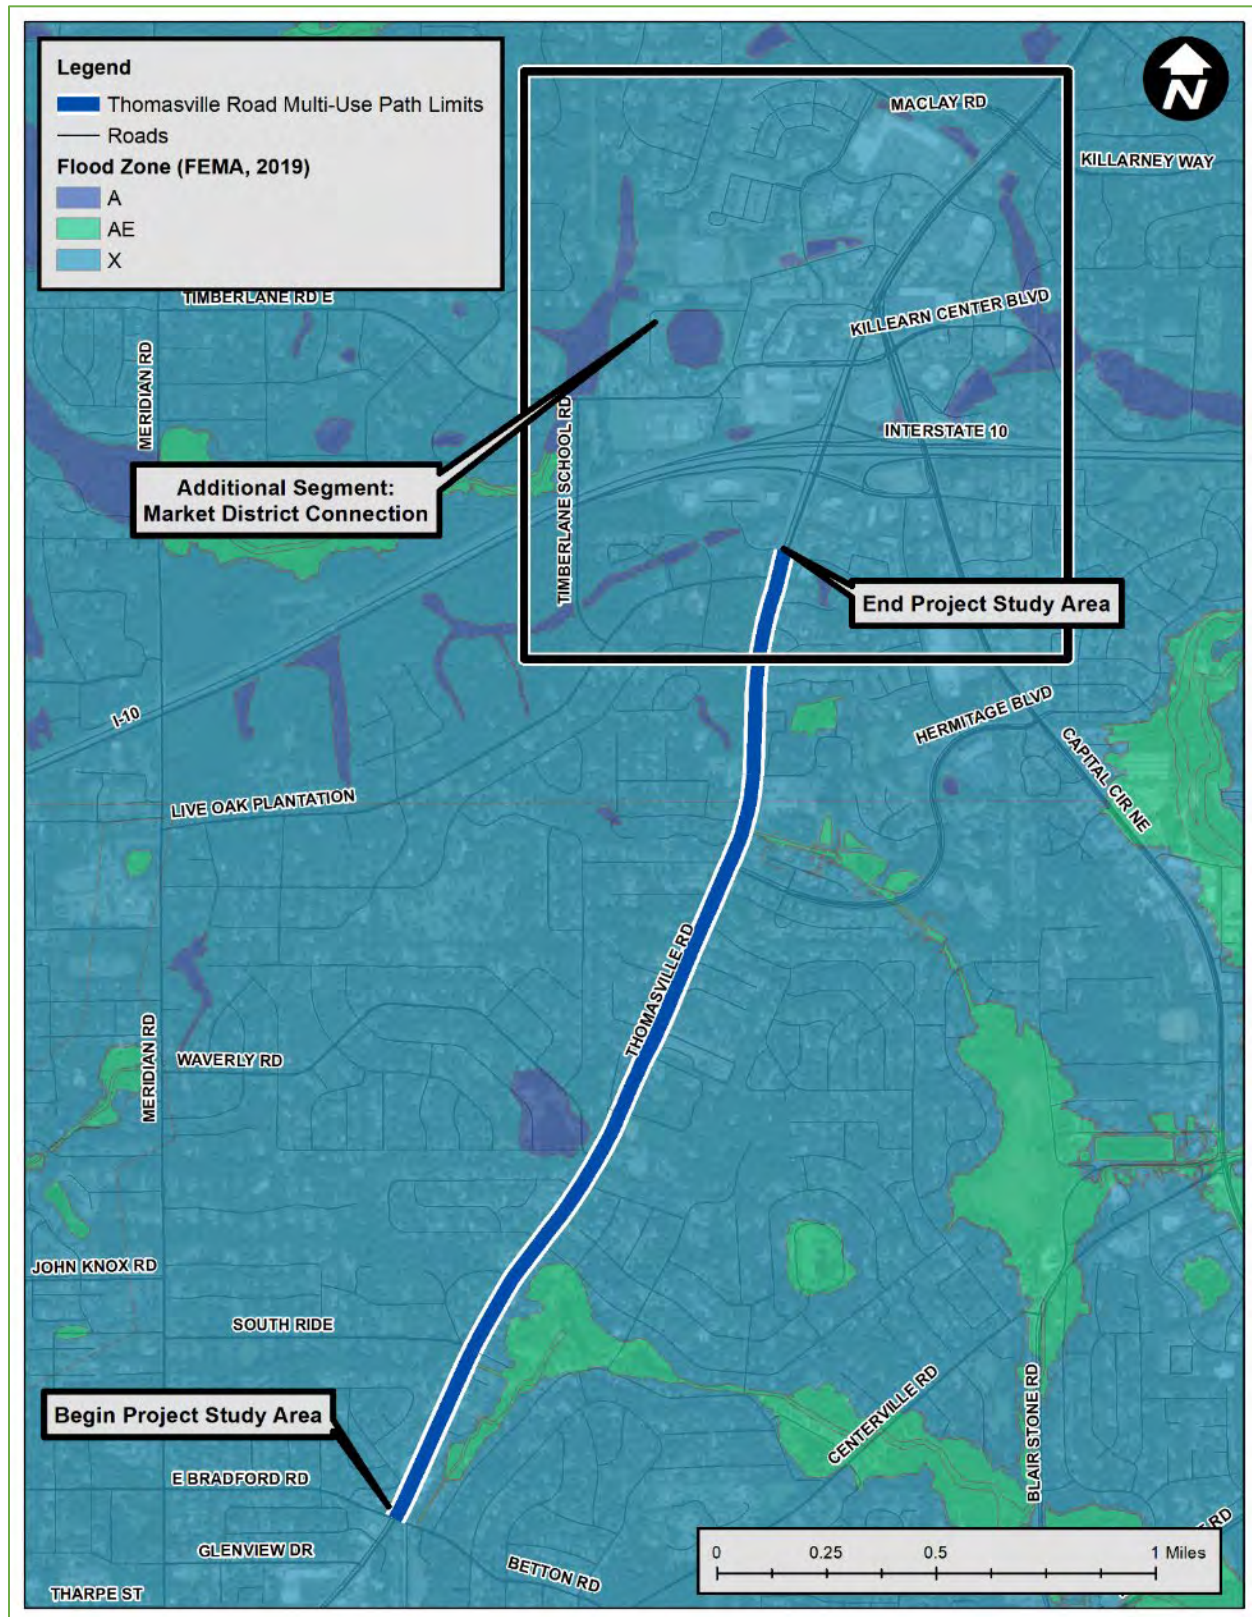 Legend
Thomasville Road Multi-Use Path Limits
Roads
Flood Zone (FEMA, 2019)
A
AE
X
N
MACLAY RD
KILLARNEY WAY
TIMBERLANE RD E
KILLEARN CENTER BLVD
MERIDIAN RD
INTERSTATE 10
TIMBERLANE SCHOOL RD
Additional Segment:
Market District Connection
End Project Study Area
I-10
HERMITAGE BLVD
CAPITAL CIR NE
LIVE OAK PLANTATION
THOMASVILLE RD
MERIDIAN RD
WAVERLY RD
JOHN KNOX RD
SOUTH RIDE
Begin Project Study Area
CENTERVILLE RD
BLAIR STONE RD
E BRADFORD RD
GLENVIEW DR
BETTON RD
THARPE ST
RD
0 0.25 0.5 1 Miles